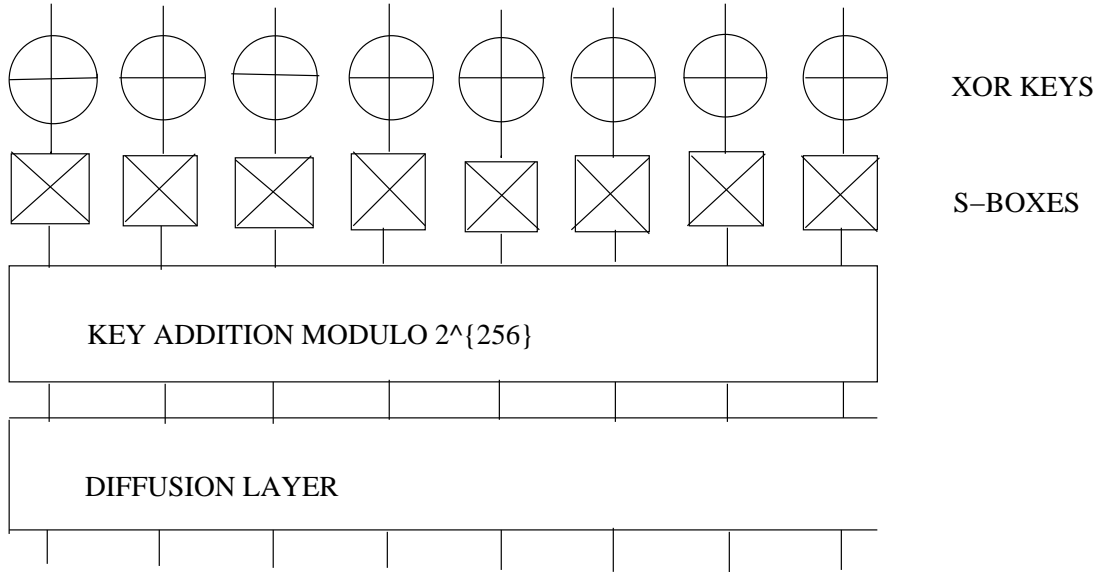 XOR KEYS
S−BOXES
KEY ADDITION MODULO 2^{256}
DIFFUSION LAYER